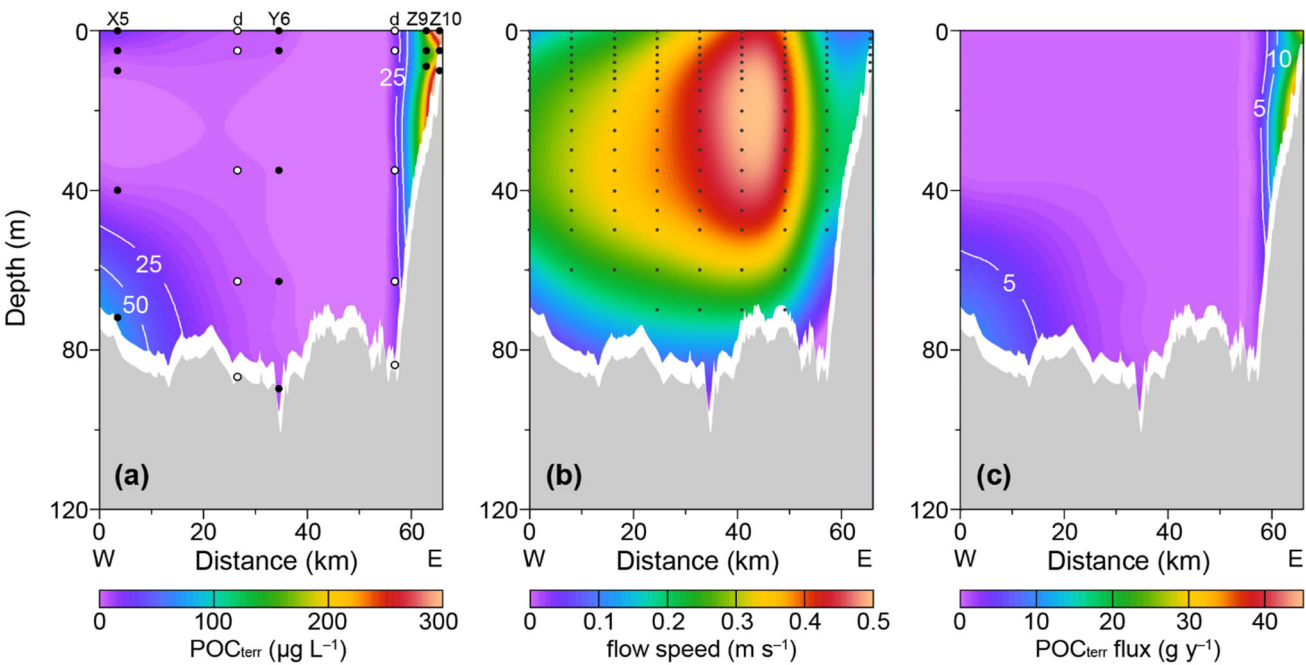 X5 d Y6 d Z9 Z10
0 0 0
25 10
5
40 40 40
25
50 5
80 80 80
(a) (b) (c)
120 120 120
Depth (m)
0 20 40 60 0 20 40 60 0 20 40 60
W Distance (km) E W Distance (km) E W Distance (km) E
0 100 200 300 0 0.1 0.2 0.3 0.4 0.5 0 10 20 30 40
POCterr (µg L⁻¹) flow speed (m s⁻¹) POCterr flux (g y⁻¹)